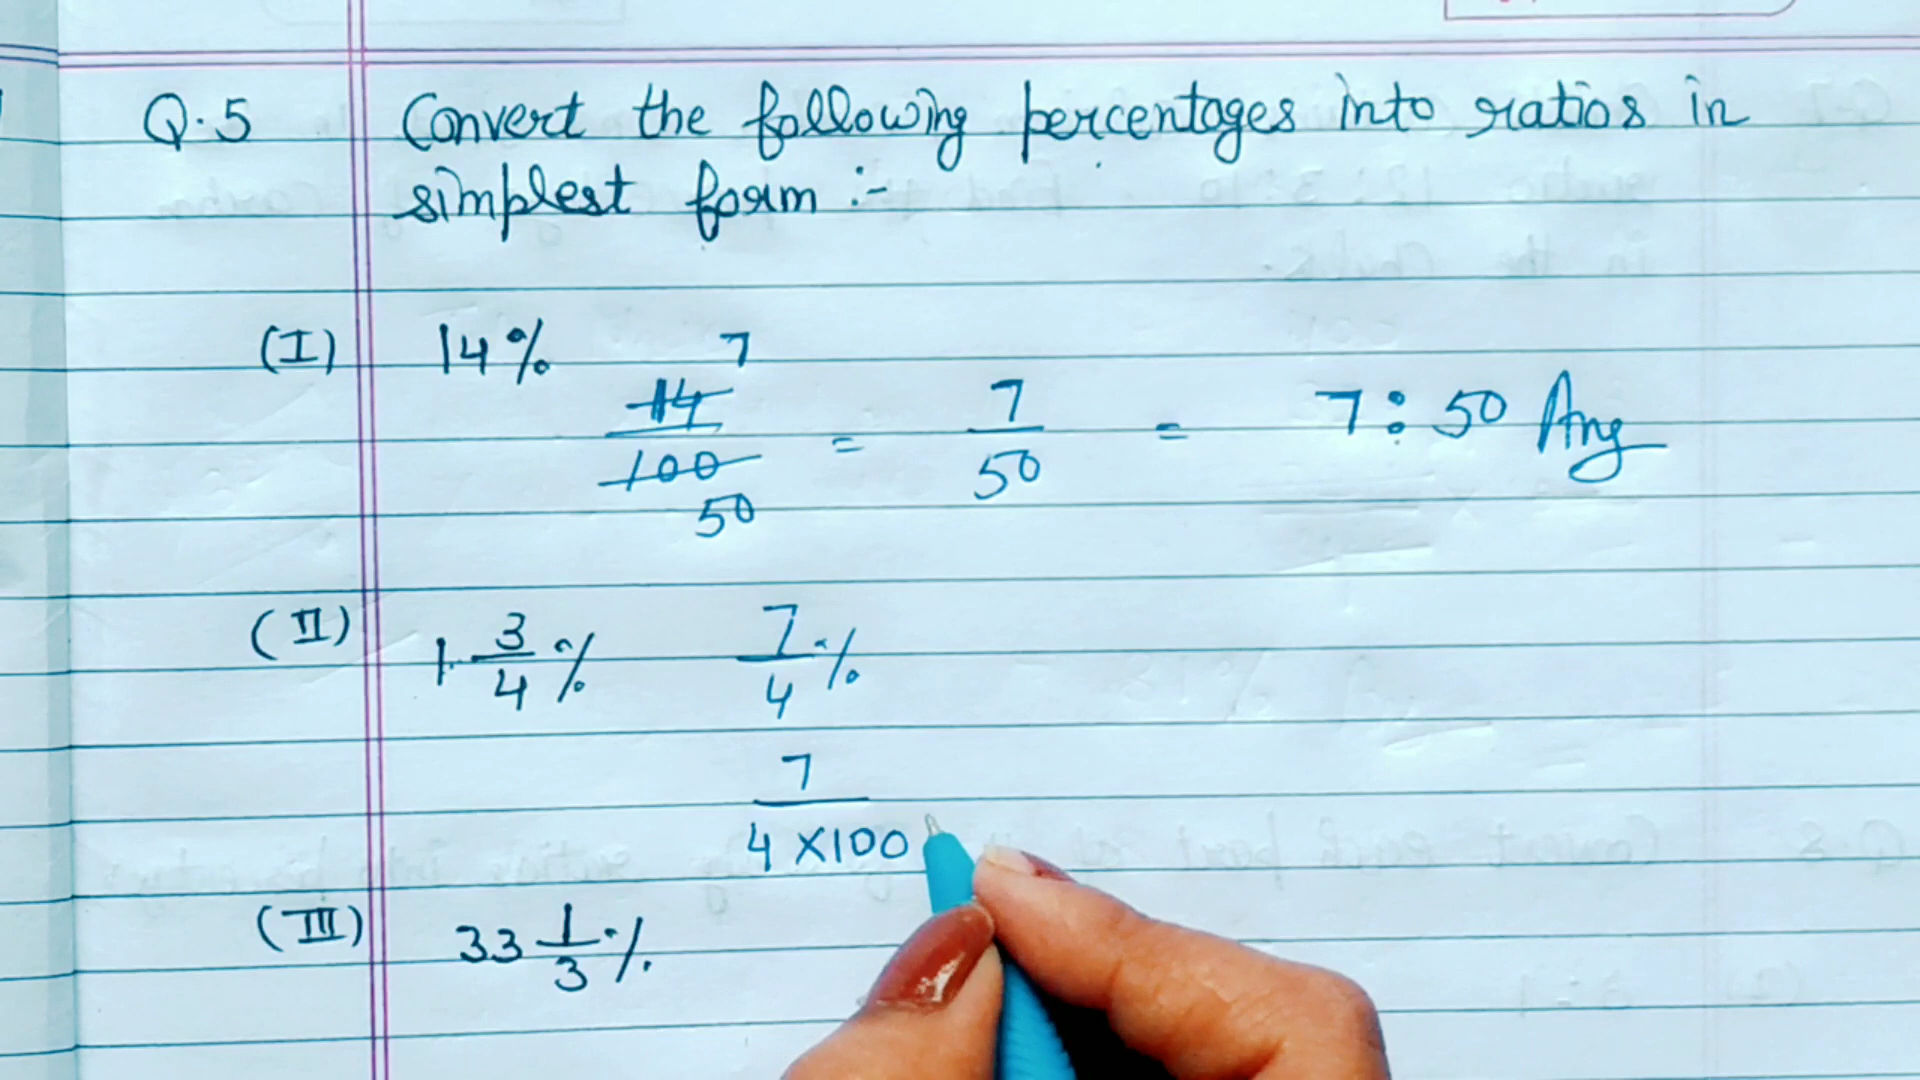 Q.5 Convert the following percentages into ratios in
simplest form :-
(I) 14% 7
14/100 = 7/50 = 7 : 50 Ans
50
(II) 1 3/4 % 7/4 %
7/4 × 100
(III) 33 1/3 %